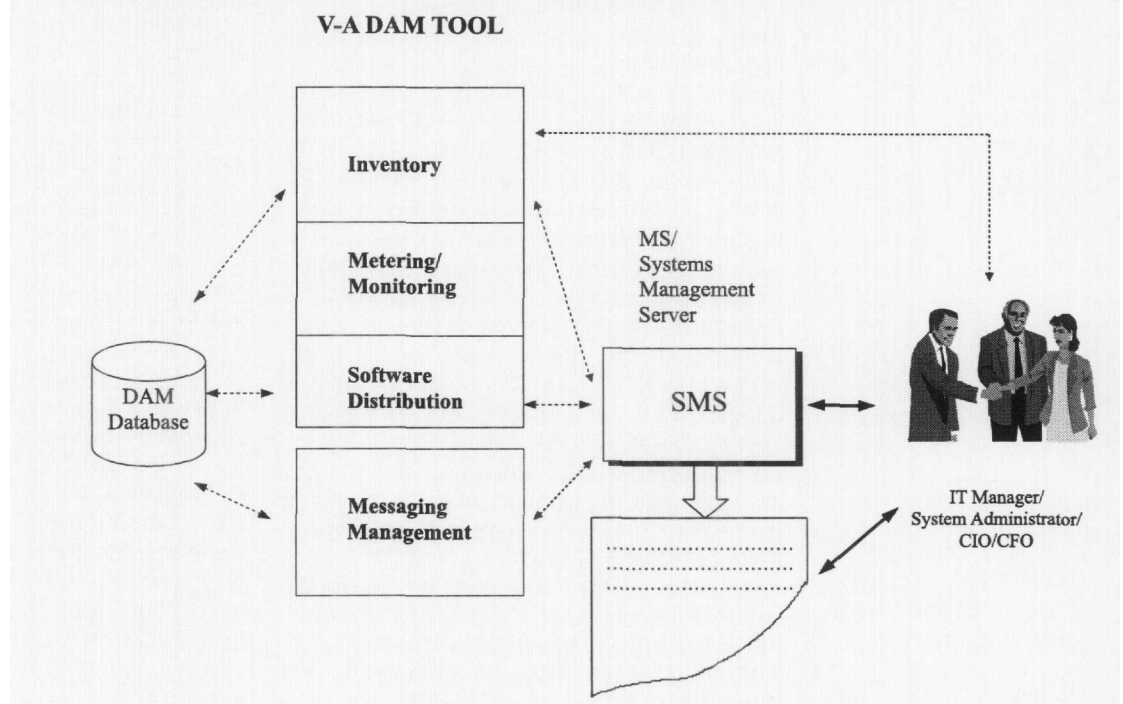 V-A DAM TOOL
Inventory
Metering/
Monitoring
Software
Distribution
Messaging
Management
DAM
Database
MS/
Systems
Management
Server
SMS
IT Manager/
System Administrator/
CIO/CFO